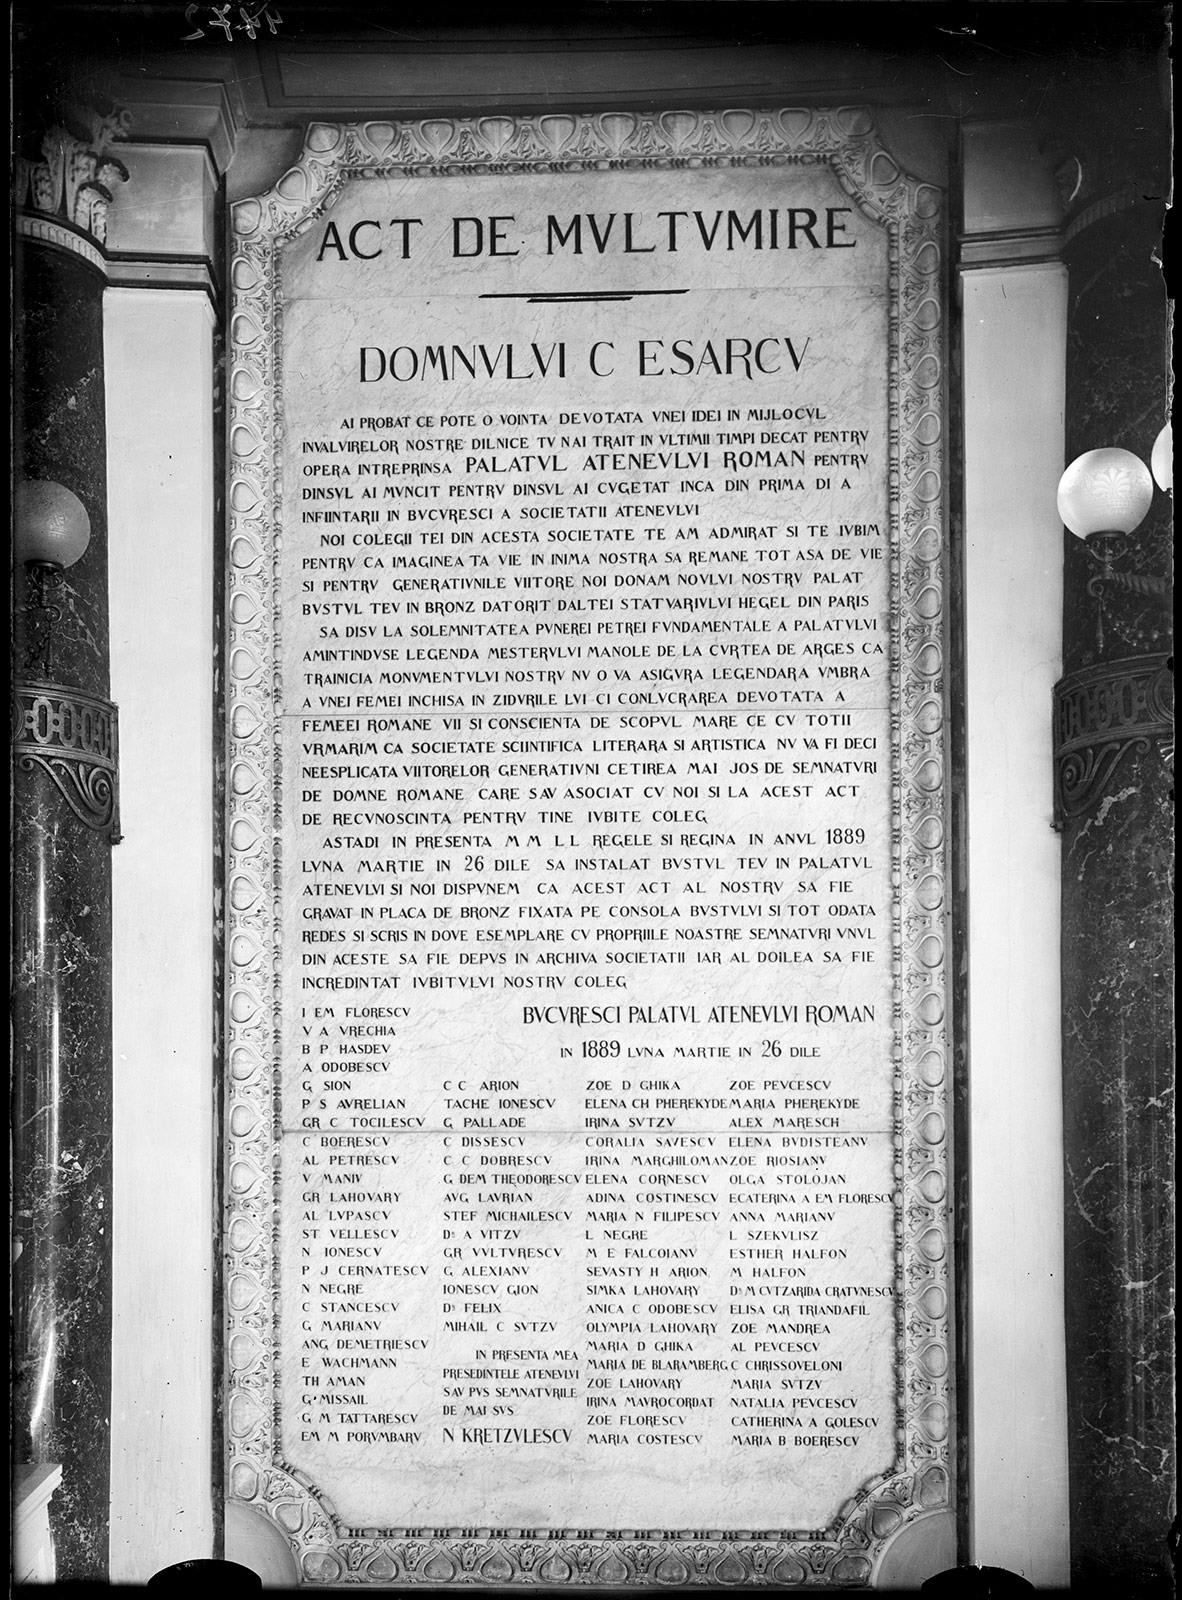 4472
ACT DE MVLTVMIRE
DOMNVLVI C ESARCV
AI PROBAT CE POTE O VOINTA DEVOTATA VNEI IDEI IN MIJLOCVL
INVALVIRELOR NOSTRE DILNICE TV NAI TRAIT IN VLTIMII TIMPI DECAT PENTRV
OPERA INTREPRINSA PALATVL ATENEVLVI ROMAN PENTRV
DINSVL AI MVNCIT PENTRV DINSVL AI CVGETAT INCA DIN PRIMA DI A
INFIINTARII IN BVCVRESCI A SOCIETATII ATENEVLVI
NOI COLEGII TEI DIN ACESTA SOCIETATE TE AM ADMIRAT SI TE IVBIM
PENTRV CA IMAGINEA TA VIE IN INIMA NOSTRA SA REMANE TOT ASA DE VIE
SI PENTRV GENERATIVNILE VIITORE NOI DONAM NOVLVI NOSTRV PALAT
BVSTVL TEV IN BRONZ DATORIT DALTEI STATVARIVLVI HEGEL DIN PARIS
SA DISV LA SOLEMNITATEA PVNEREI PETREI FVNDAMENTALE A PALATVLVI
AMINTINDVSE LEGENDA MESTERVLVI MANOLE DE LA CVRTEA DE ARGES CA
TRAINICIA MONVMENTVLVI NOSTRV NV O VA ASIGVRA LEGENDARA VMBRA
A VNEI FEMEI INCHISA IN ZIDVRILE LVI CI CONLVCRAREA DEVOTATA A
FEMEEI ROMANE VII SI CONSCIENTA DE SCOPVL MARE CE CV TOTII
VRMARIM CA SOCIETATE SCIINTIFICA LITERARA SI ARTISTICA NV VA FI DECI
NEESPLICATA VIITORELOR GENERATIVNI CETIREA MAI JOS DE SEMNATVRI
DE DOMNE ROMANE CARE SAV ASOCIAT CV NOI SI LA ACEST ACT
DE RECVNOSCINTA PENTRV TINE IVBITE COLEG
ASTADI IN PRESENTA M M L L REGELE SI REGINA IN ANVL 1889
LVNA MARTIE IN 26 DILE SA INSTALAT BVSTVL TEV IN PALATVL
ATENEVLVI SI NOI DISPVNEM CA ACEST ACT AL NOSTRV SA FIE
GRAVAT IN PLACA DE BRONZ FIXATA PE CONSOLA BVSTVLVI SI TOT ODATA
REDES SI SCRIS IN DOVE ESEMPLARE CV PROPRIILE NOASTRE SEMNATVRI VNVL
DIN ACESTE SA FIE DEPVS IN ARCHIVA SOCIETATII IAR AL DOILEA SA FIE
INCREDINTAT IVBITVLVI NOSTRV COLEG
BVCVRESCI PALATVL ATENEVLVI ROMAN
IN 1889 LVNA MARTIE IN 26 DILE
I EM FLORESCV
V A VRECHIA
B P HASDEV
A ODOBESCV
G SION
P S AVRELIAN
GR C TOCILESCV
C BOERESCV
AL PETRESCV
V MANIV
GR LAHOVARY
AL LVPASCV
ST VELLESCV
N IONESCV
P J CERNATESCV
N NEGRE
C STANCESCV
G MARIANV
ANG DEMETRIESCV
E WACHMANN
TH AMAN
G MISSAIL
G M TATTARESCV
EM M PORVMBARV
C C ARION
TACHE IONESCV
G PALLADE
C DISSESCV
C C DOBRESCV
G DEM THEODORESCV
AVG LAVRIAN
STEF MICHAILESCV
Dr A VITZV
GR VVLTVRESCV
G ALEXIANV
IONESCV GION
Dr FELIX
MIHAIL C SVTZV
IN PRESENTA MEA
PRESEDINTELE ATENEVLVI
SAV PVS SEMNATVRILE
DE MAI SVS
N KRETZVLESCV
ZOE D GHIKA
ELENA CH PHEREKYDE
IRINA SVTZV
CORALIA SAVESCV
IRINA MARGHILOMAN
ELENA CORNESCV
ADINA COSTINESCV
MARIA N FILIPESCV
L NEGRE
M E FALCOIANV
SEVASTY H ARION
SIMKA LAHOVARY
ANICA C ODOBESCV
OLYMPIA LAHOVARY
MARIA D GHIKA
MARIA DE BLARAMBERG
ZOE LAHOVARY
IRINA MAVROCORDAT
ZOE FLORESCV
MARIA COSTESCV
ZOE PEVCESCV
MARIA PHEREKYDE
ALEX MARESCH
ELENA BVDISTEANV
ZOE RIOSIANV
OLGA STOLOJAN
ECATERINA A EM FLORESCV
ANNA MARIANV
L SZEKVLISZ
ESTHER HALFON
M HALFON
Dr M CVTZARIDA CRATVNESCV
ELISA GR TRIANDAFIL
ZOE MANDREA
AL PEVCESCV
C CHRISSOVELONI
MARIA SVTZV
NATALIA PEVCESCV
CATHERINA A GOLESCV
MARIA B BOERESCV